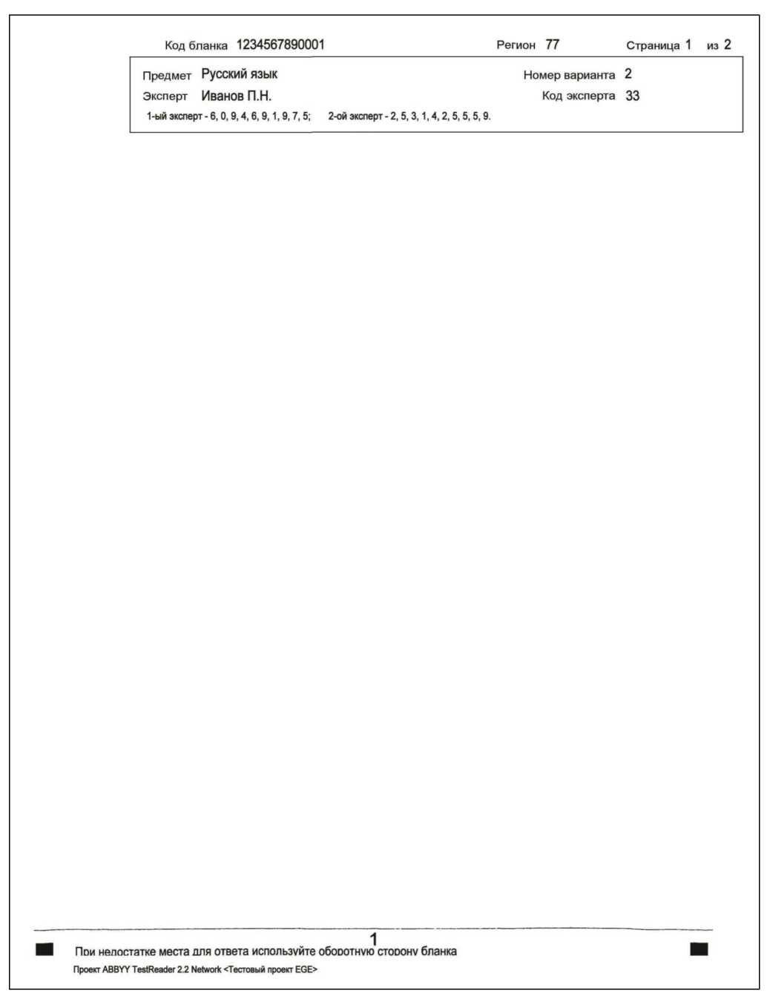 Код бланка 1234567890001 Регион 77 Страница 1 из 2
Предмет Русский язык Номер варианта 2
Эксперт Иванов П.Н. Код эксперта 33
1-ый эксперт - 6, 0, 9, 4, 6, 9, 1, 9, 7, 5; 2-ой эксперт - 2, 5, 3, 1, 4, 2, 5, 5, 5, 9.
1
При недостатке места для ответа используйте оборотную сторону бланка
Проект ABBYY TestReader 2.2 Network <Тестовый проект EGE>